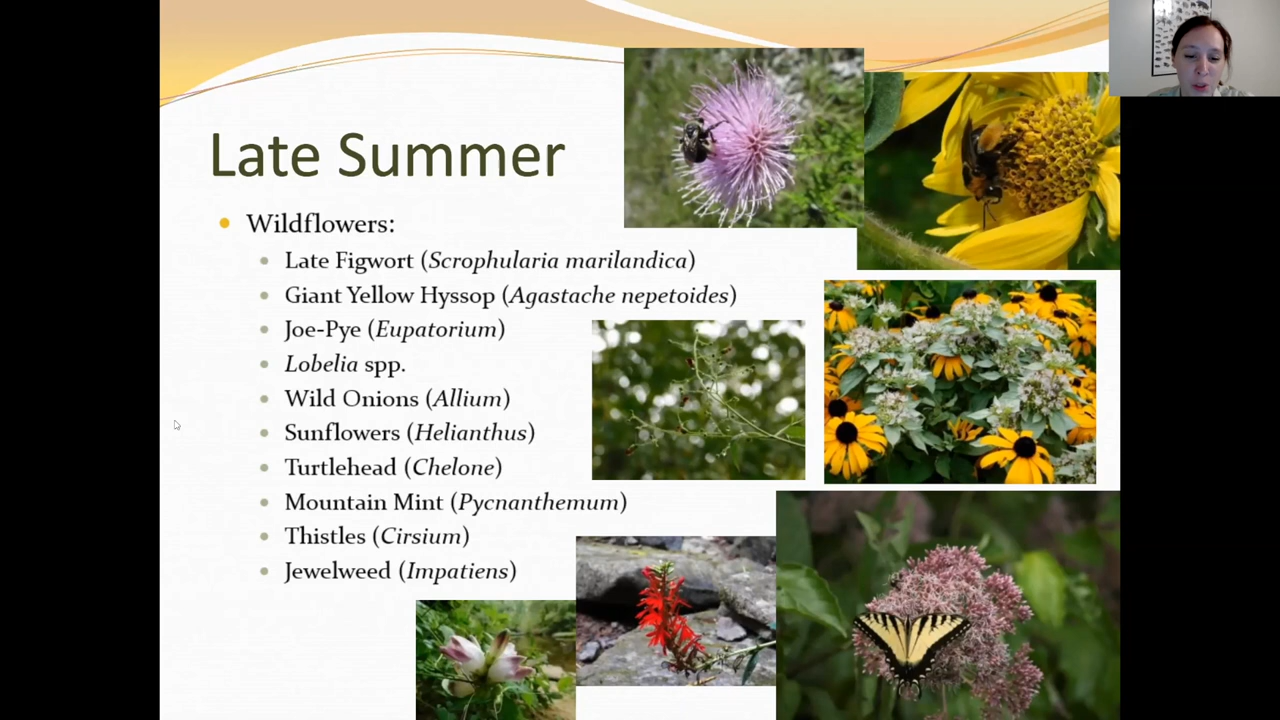 Late Summer
Wildflowers:
Late Figwort (Scrophularia marilandica)
Giant Yellow Hyssop (Agastache nepetoides)
Joe-Pye (Eupatorium)
Lobelia spp.
Wild Onions (Allium)
Sunflowers (Helianthus)
Turtlehead (Chelone)
Mountain Mint (Pycnanthemum)
Thistles (Cirsium)
Jewelweed (Impatiens)